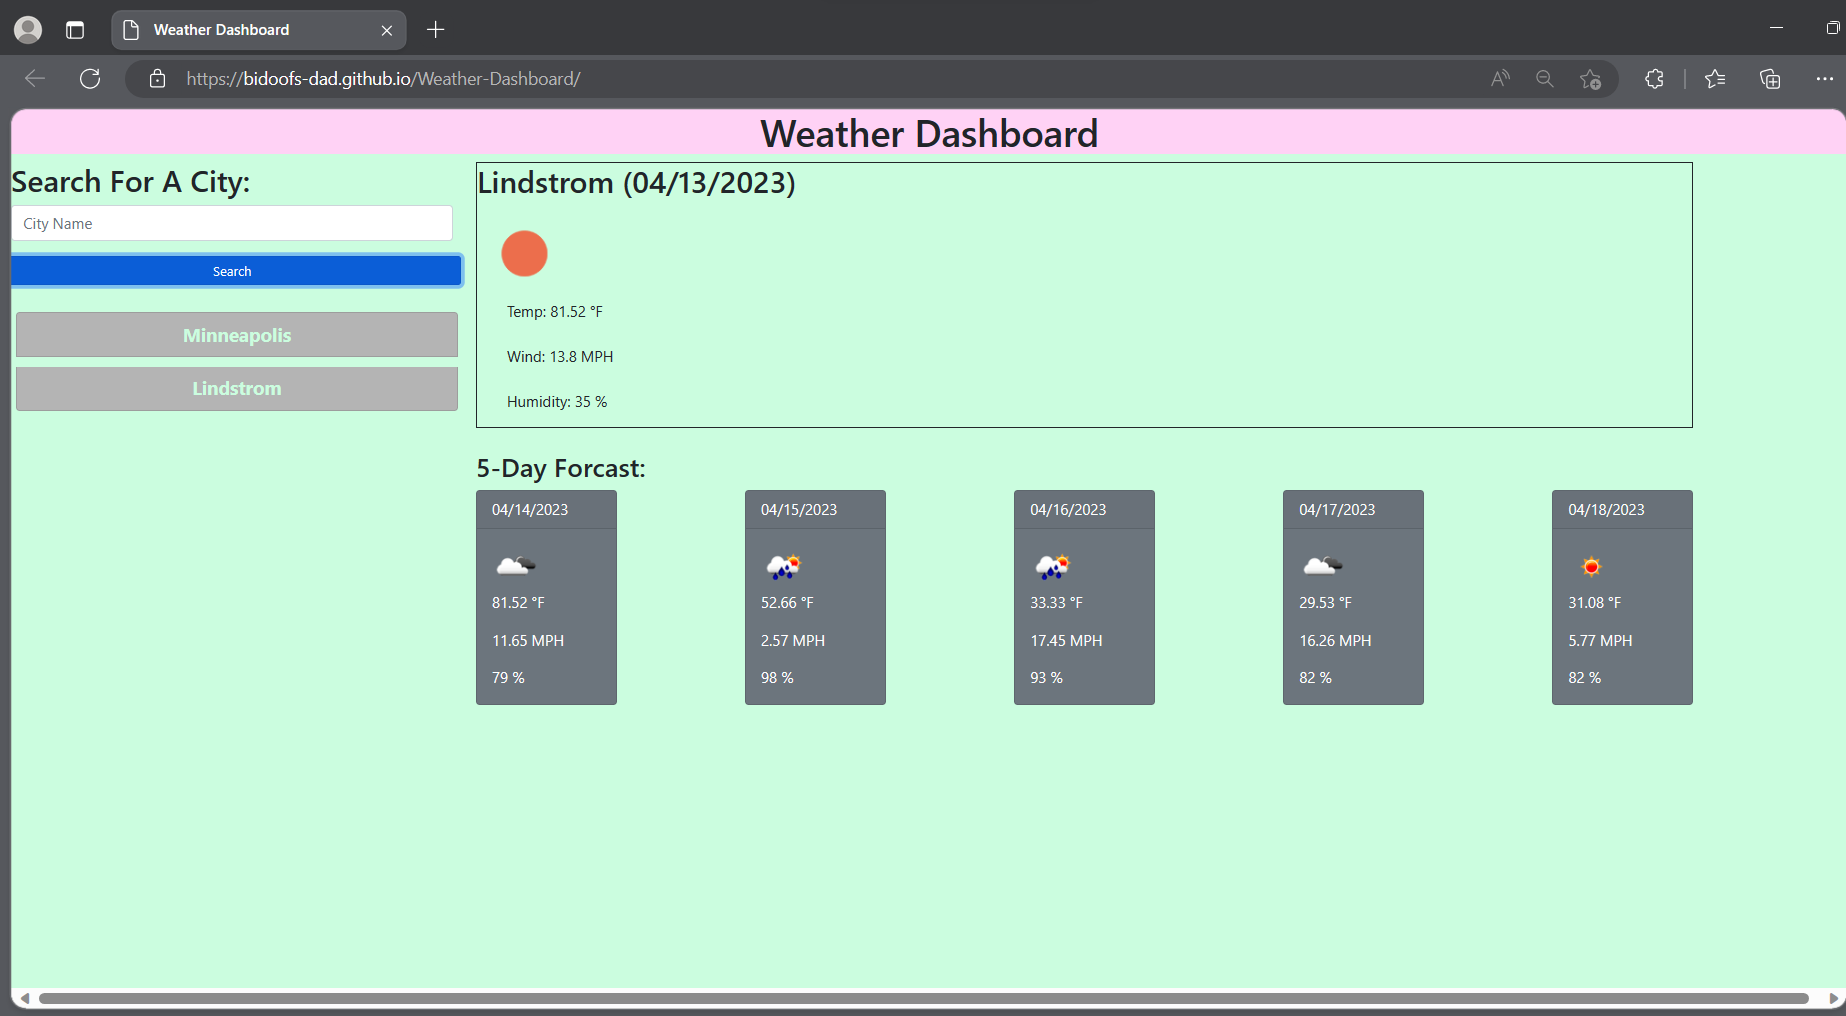 Weather Dashboard
https://bidoofs-dad.github.io/Weather-Dashboard/
Weather Dashboard
Search For A City:
City Name
Search
Minneapolis
Lindstrom
Lindstrom (04/13/2023)
Temp: 81.52 °F
Wind: 13.8 MPH
Humidity: 35 %
5-Day Forcast:
04/14/2023
81.52 °F
11.65 MPH
79 %
04/15/2023
52.66 °F
2.57 MPH
98 %
04/16/2023
33.33 °F
17.45 MPH
93 %
04/17/2023
29.53 °F
16.26 MPH
82 %
04/18/2023
31.08 °F
5.77 MPH
82 %